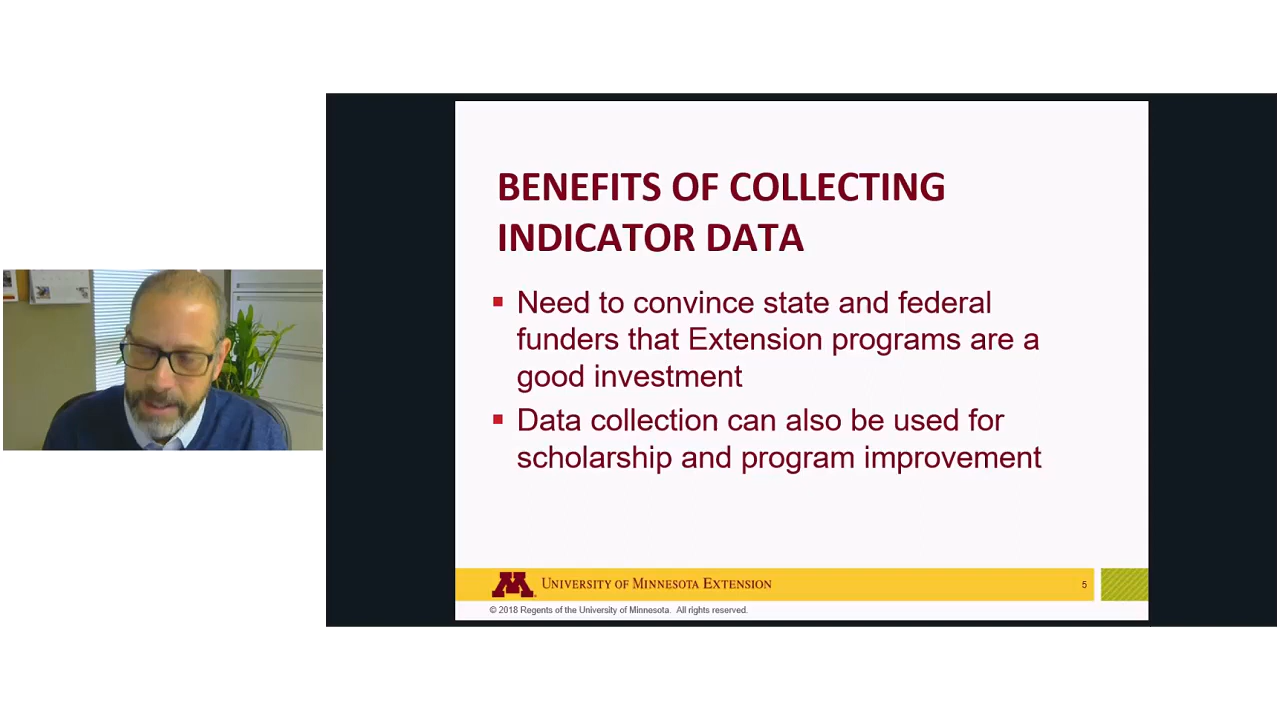 BENEFITS OF COLLECTING
INDICATOR DATA
▪ Need to convince state and federal
funders that Extension programs are a
good investment
▪ Data collection can also be used for
scholarship and program improvement
M UNIVERSITY OF MINNESOTA EXTENSION
5
© 2018 Regents of the University of Minnesota. All rights reserved.